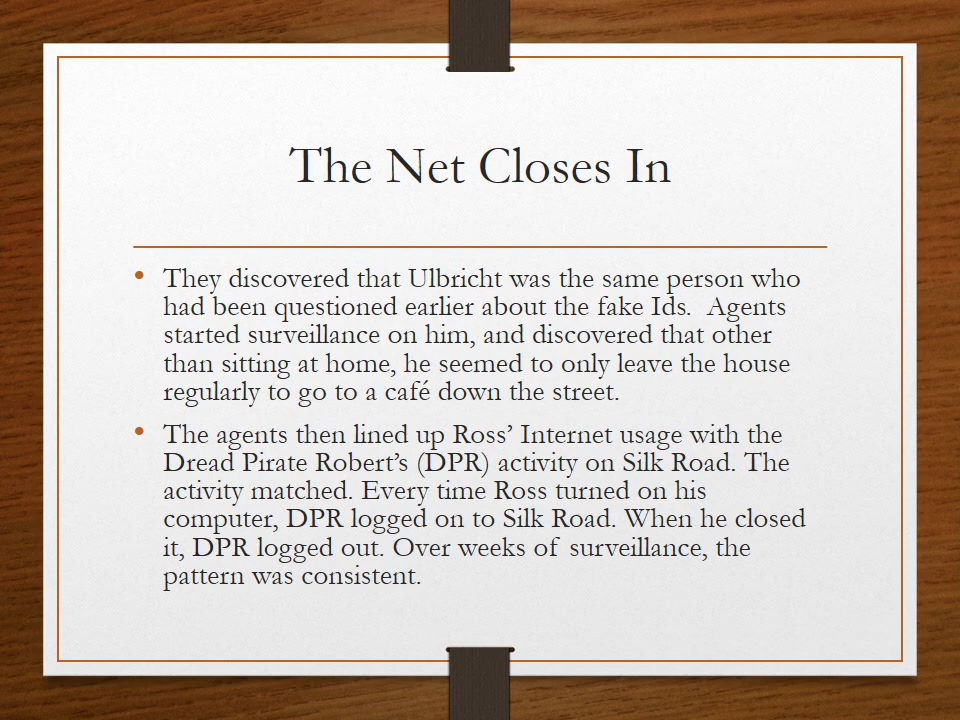 The Net Closes In
• They discovered that Ulbricht was the same person who
had been questioned earlier about the fake Ids.  Agents
started surveillance on him, and discovered that other
than sitting at home, he seemed to only leave the house
regularly to go to a café down the street.
• The agents then lined up Ross’ Internet usage with the
Dread Pirate Robert’s (DPR) activity on Silk Road. The
activity matched. Every time Ross turned on his
computer, DPR logged on to Silk Road. When he closed
it, DPR logged out. Over weeks of surveillance, the
pattern was consistent.